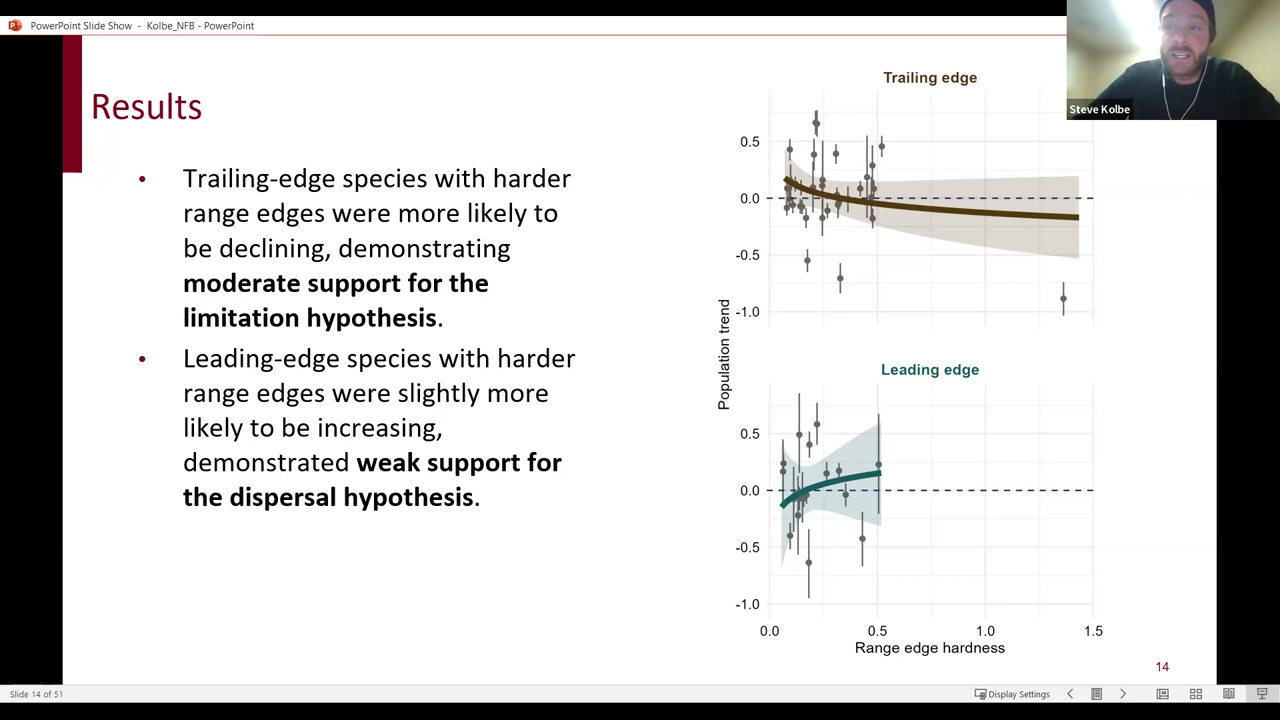 PowerPoint Slide Show - Kolbe_NFB - PowerPoint
Steve Kolbe
Results
• Trailing-edge species with harder
range edges were more likely to
be declining, demonstrating
moderate support for the
limitation hypothesis.
• Leading-edge species with harder
range edges were slightly more
likely to be increasing,
demonstrated weak support for
the dispersal hypothesis.
Trailing edge
0.5
0.0
-0.5
-1.0
Population trend
Leading edge
0.5
0.0
-0.5
-1.0
0.0 0.5 1.0 1.5
Range edge hardness
14
Slide 14 of 51
Display Settings